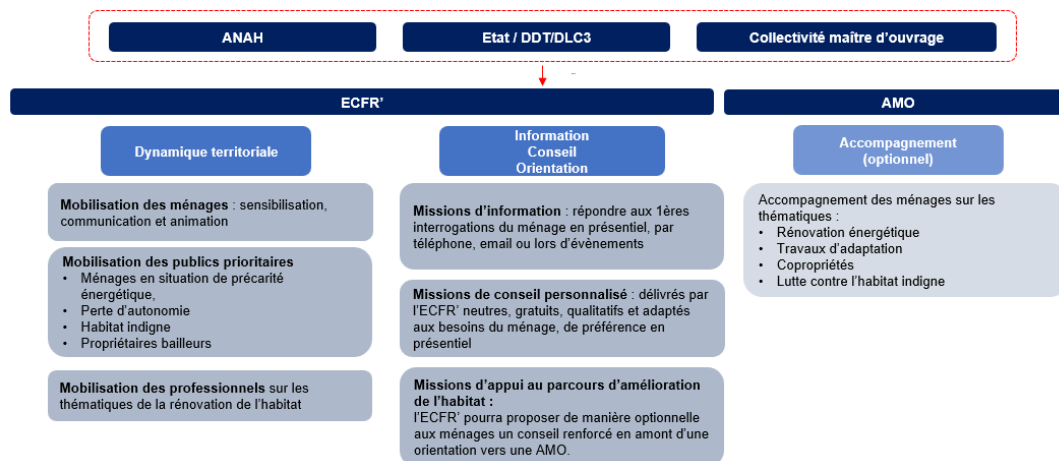 ANAH
Etat / DDT/DLC3
Collectivité maître d'ouvrage
ECFR'
AMO
Dynamique territoriale
Information
Conseil
Orientation
Accompagnement
(optionnel)
Mobilisation des ménages : sensibilisation,
communication et animation
Mobilisation des publics prioritaires
• Ménages en situation de précarité
énergétique,
• Perte d'autonomie
• Habitat indigne
• Propriétaires bailleurs
Mobilisation des professionnels sur les
thématiques de la rénovation de l'habitat
Missions d'information : répondre aux 1ères
interrogations du ménage en présentiel, par
téléphone, email ou lors d'évènements
Missions de conseil personnalisé : délivrés par
l'ECFR' neutres, gratuits, qualitatifs et adaptés
aux besoins du ménage, de préférence en
présentiel
Missions d'appui au parcours d'amélioration
de l'habitat :
l'ECFR' pourra proposer de manière optionnelle
aux ménages un conseil renforcé en amont d'une
orientation vers une AMO.
Accompagnement des ménages sur les
thématiques :
• Rénovation énergétique
• Travaux d'adaptation
• Copropriétés
• Lutte contre l'habitat indigne